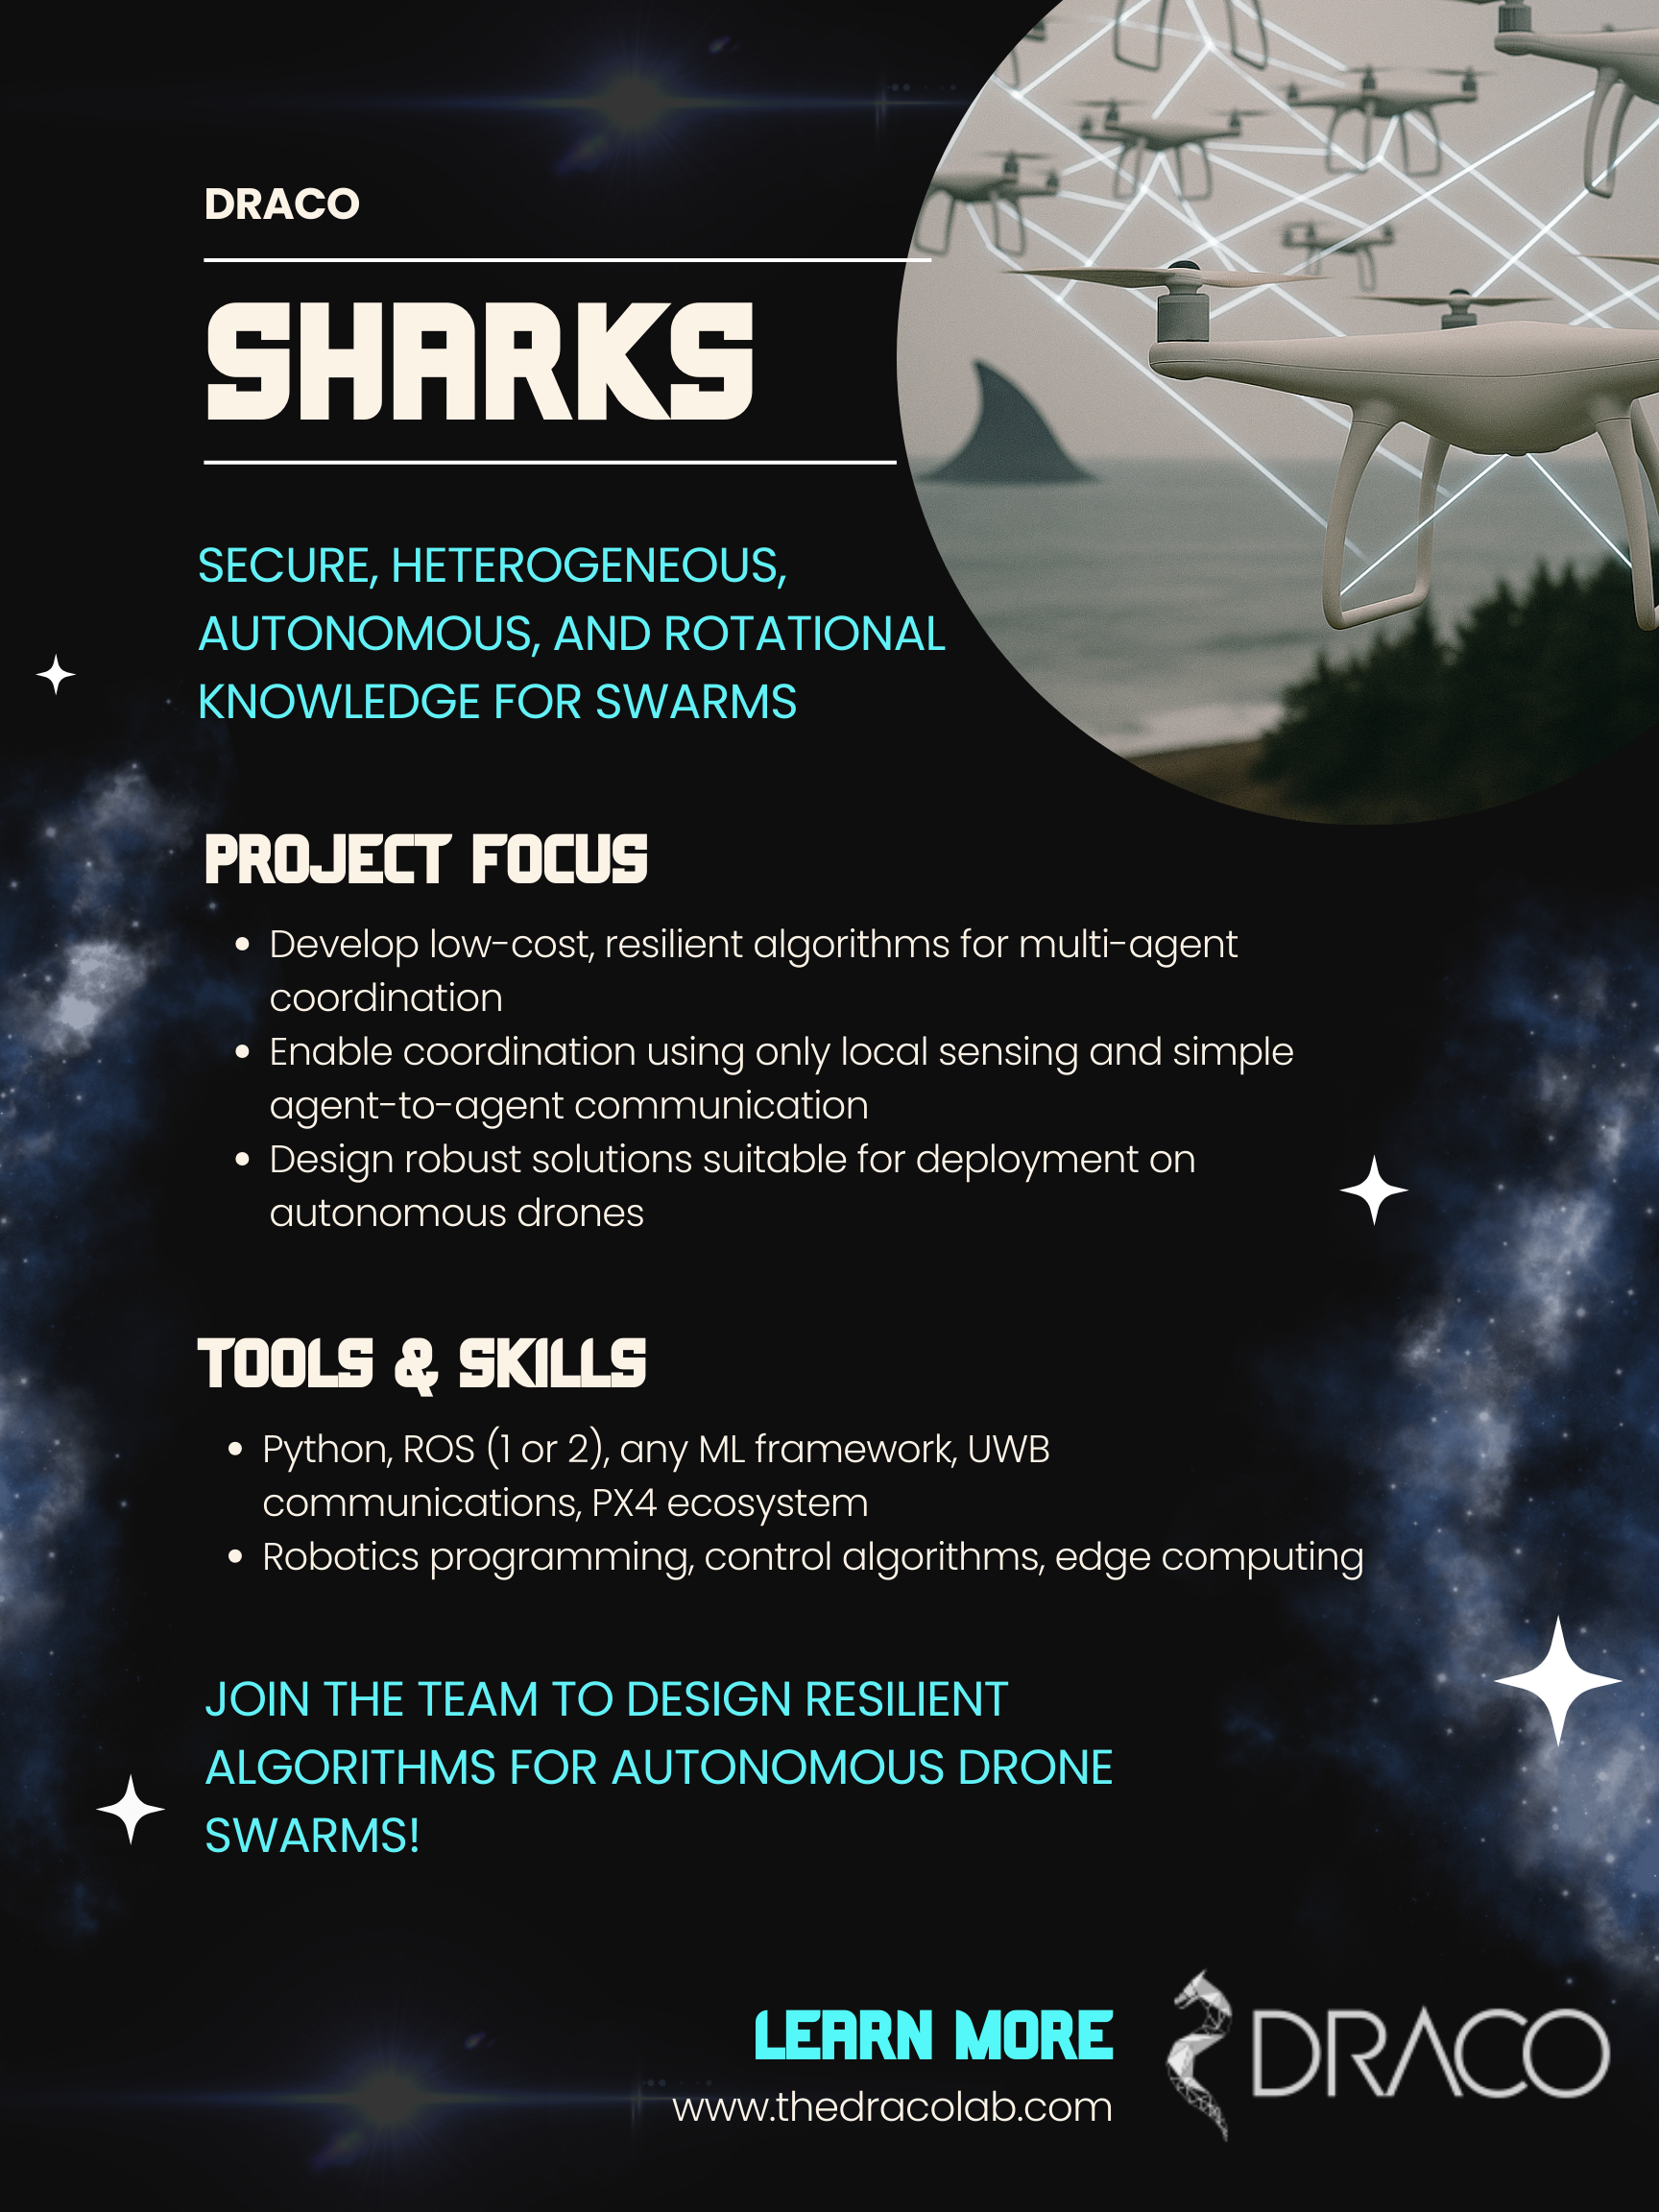 DRACO
SHARKS
SECURE, HETEROGENEOUS,
AUTONOMOUS, AND ROTATIONAL
KNOWLEDGE FOR SWARMS
PROJECT FOCUS
• Develop low-cost, resilient algorithms for multi-agent
coordination
• Enable coordination using only local sensing and simple
agent-to-agent communication
• Design robust solutions suitable for deployment on
autonomous drones
TOOLS & SKILLS
• Python, ROS (1 or 2), any ML framework, UWB
communications, PX4 ecosystem
• Robotics programming, control algorithms, edge computing
JOIN THE TEAM TO DESIGN RESILIENT
ALGORITHMS FOR AUTONOMOUS DRONE
SWARMS!
LEARN MORE
www.thedracolab.com
DRACO